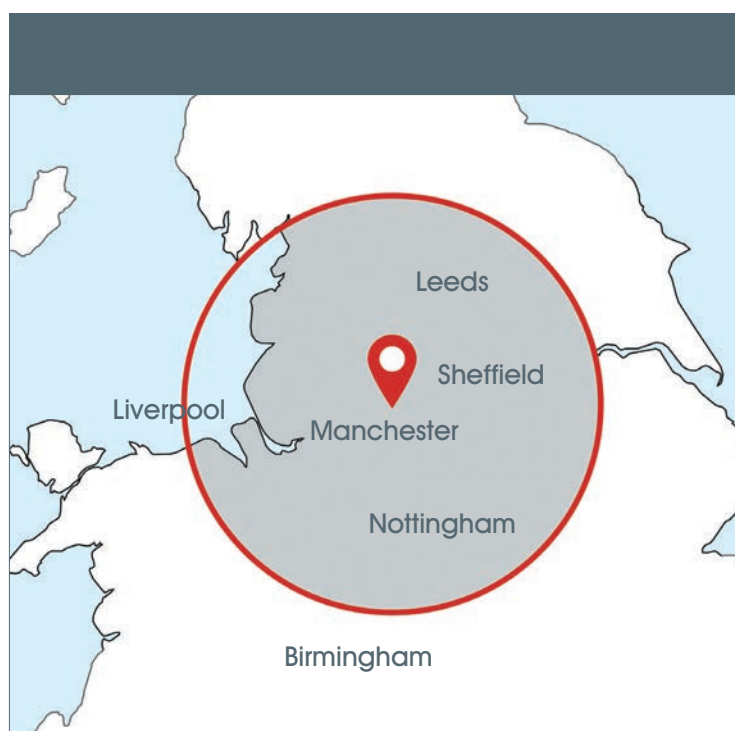 Leeds
Sheffield
Liverpool
Manchester
Nottingham
Birmingham